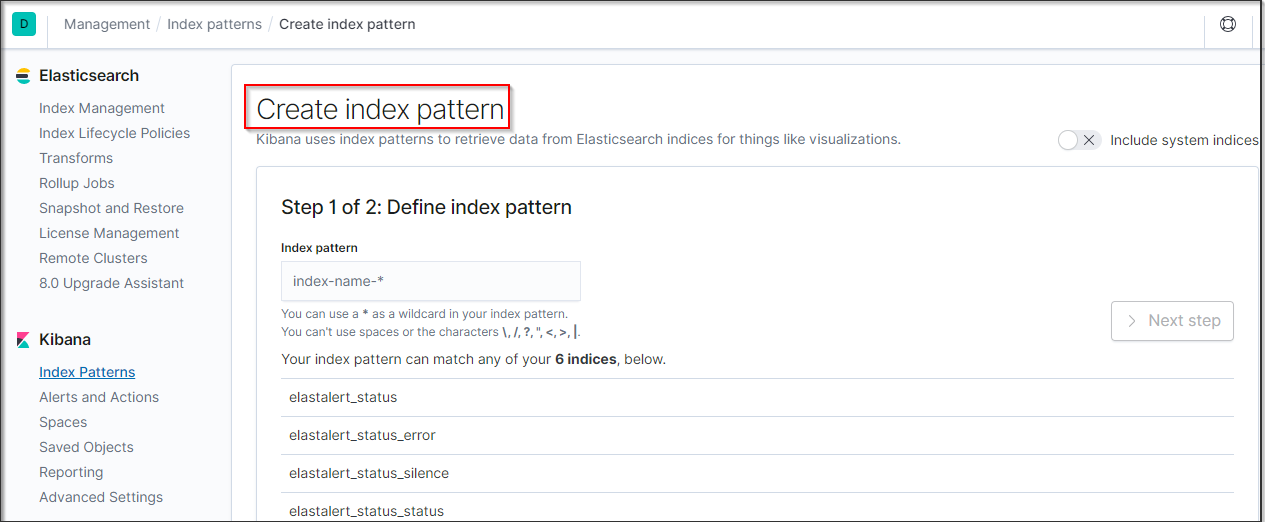 D
Management / Index patterns / Create index pattern
Elasticsearch
Index Management
Index Lifecycle Policies
Transforms
Rollup Jobs
Snapshot and Restore
License Management
Remote Clusters
8.0 Upgrade Assistant
Kibana
Index Patterns
Alerts and Actions
Spaces
Saved Objects
Reporting
Advanced Settings
Create index pattern
Kibana uses index patterns to retrieve data from Elasticsearch indices for things like visualizations.
Include system indices
Step 1 of 2: Define index pattern
Index pattern
index-name-*
You can use a * as a wildcard in your index pattern.
You can't use spaces or the characters \, /, ?, ", <, >, |.
Next step
Your index pattern can match any of your 6 indices, below.
elastalert_status
elastalert_status_error
elastalert_status_silence
elastalert_status_status